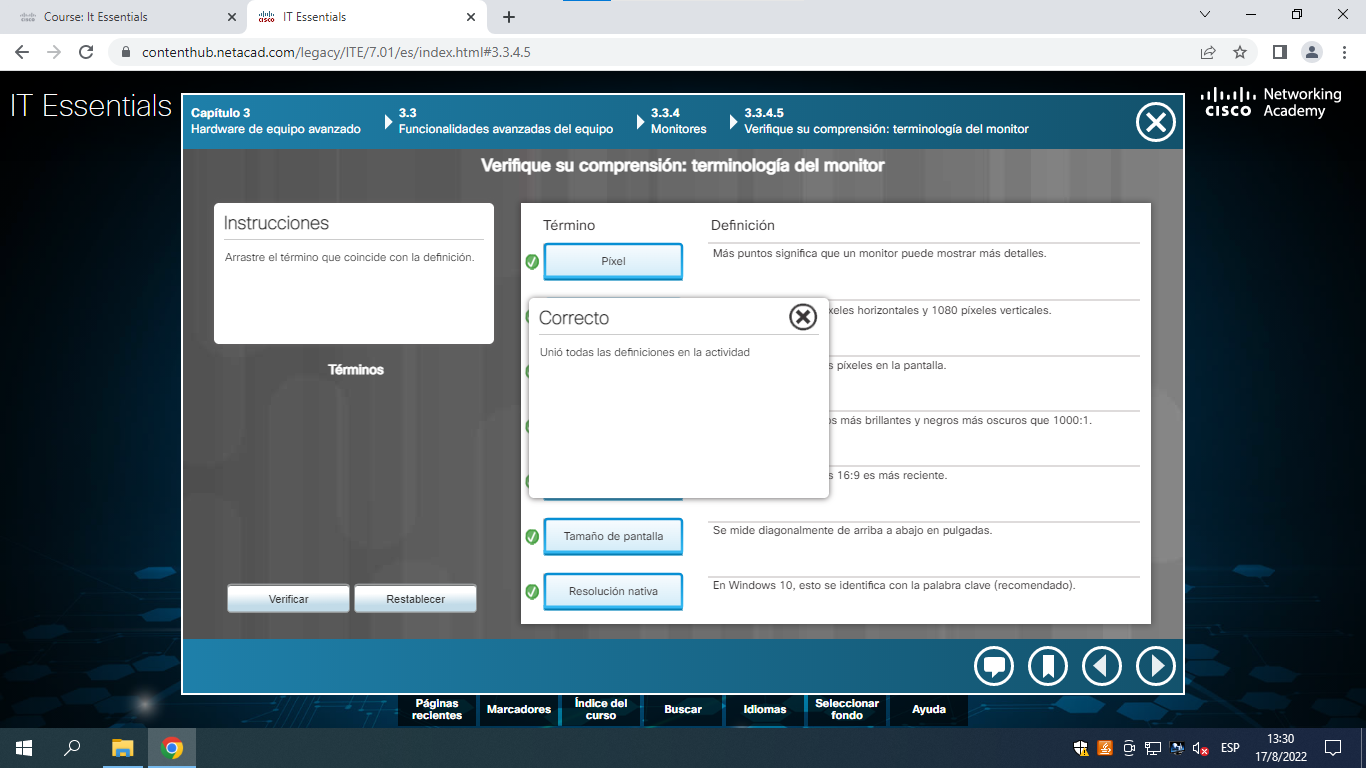 Course: It Essentials
IT Essentials
contenthub.netacad.com/legacy/ITE/7.01/es/index.html#3.3.4.5
IT Essentials
Capítulo 3
Hardware de equipo avanzado
3.3
Funcionalidades avanzadas del equipo
3.3.4
Monitores
3.3.4.5
Verifique su comprensión: terminología del monitor
CISCO
Networking
Academy
Verifique su comprensión: terminología del monitor
Instrucciones
Arrastre el término que coincide con la definición.
Términos
Verificar
Restablecer
Término
Definición
Píxel
Más puntos significa que un monitor puede mostrar más detalles.
horizontales y 1080 píxeles verticales.
Correcto
Unió todas las definiciones en la actividad
píxeles en la pantalla.
más brillantes y negros más oscuros que 1000:1.
16:9 es más reciente.
Tamaño de pantalla
Se mide diagonalmente de arriba a abajo en pulgadas.
Resolución nativa
En Windows 10, esto se identifica con la palabra clave (recomendado).
Páginas
recientes
Marcadores
Índice del
curso
Buscar
Idiomas
Seleccionar
fondo
Ayuda
ESP
13:30
17/8/2022